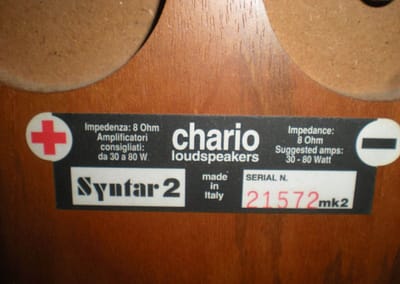 Impedenza: 8 Ohm
Amplificatori
consigliati:
da 30 a 80 W.
chario
loudspeakers
Impedance:
8 Ohm
Suggested amps:
30 - 80 Watt
Syntar 2
made
in
Italy
SERIAL N.
21572 mk2